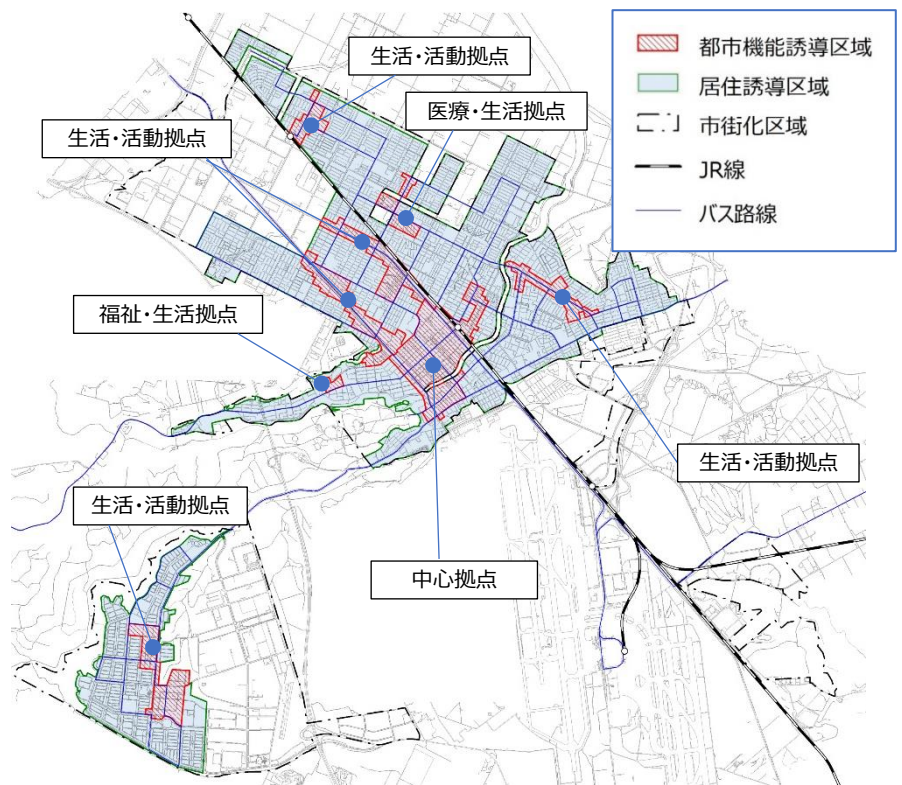 生活・活動拠点
医療・生活拠点
生活・活動拠点
福祉・生活拠点
生活・活動拠点
生活・活動拠点
中心拠点
都市機能誘導区域
居住誘導区域
市街化区域
JR線
バス路線